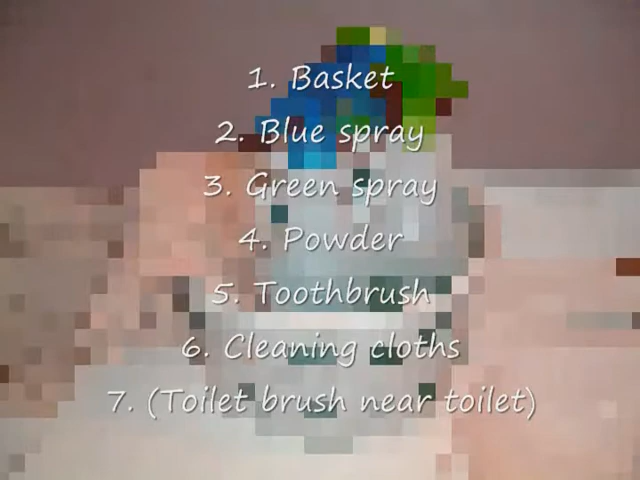 1. Basket
2. Blue spray
3. Green spray
4. Powder
5. Toothbrush
6. Cleaning cloths
7. (Toilet brush near toilet)